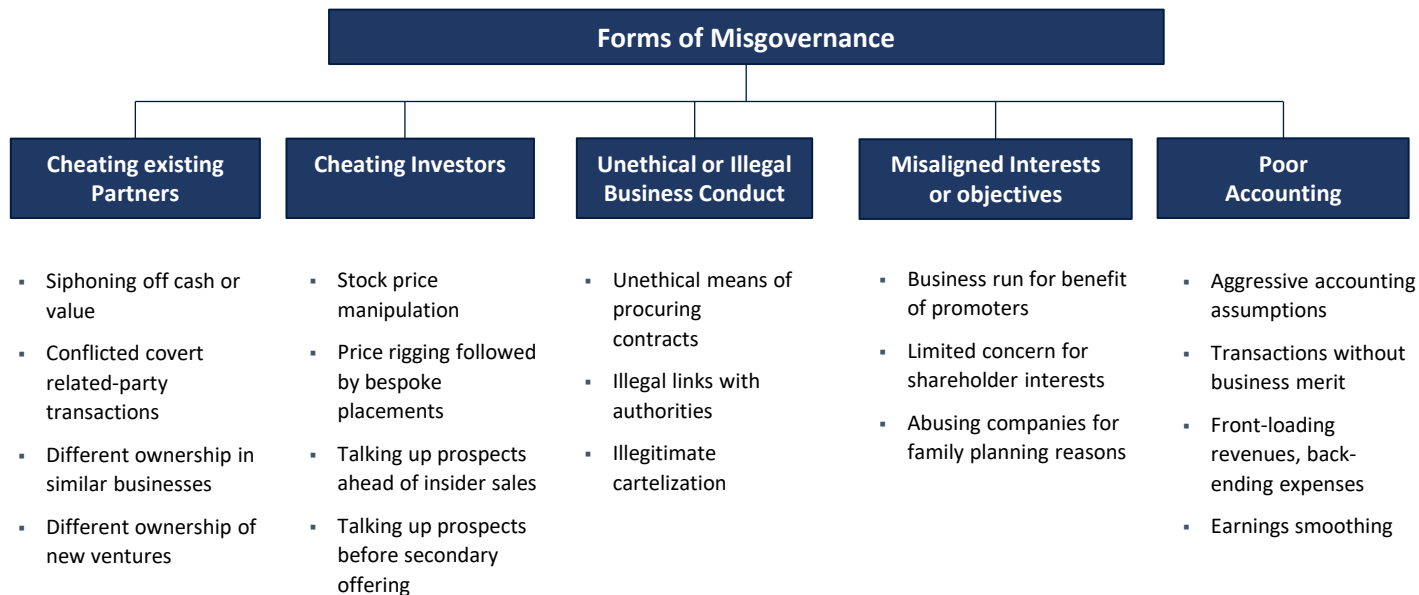 Forms of Misgovernance
Cheating existing
Partners
Cheating Investors
Unethical or Illegal
Business Conduct
Misaligned Interests
or objectives
Poor
Accounting
▪ Siphoning off cash or
value
▪ Conflicted covert
related-party
transactions
▪ Different ownership in
similar businesses
▪ Different ownership of
new ventures
▪ Stock price
manipulation
▪ Price rigging followed
by bespoke
placements
▪ Talking up prospects
ahead of insider sales
▪ Talking up prospects
before secondary
offering
▪ Unethical means of
procuring
contracts
▪ Illegal links with
authorities
▪ Illegitimate
cartelization
▪ Business run for benefit
of promoters
▪ Limited concern for
shareholder interests
▪ Abusing companies for
family planning reasons
▪ Aggressive accounting
assumptions
▪ Transactions without
business merit
▪ Front-loading
revenues, back-
ending expenses
▪ Earnings smoothing